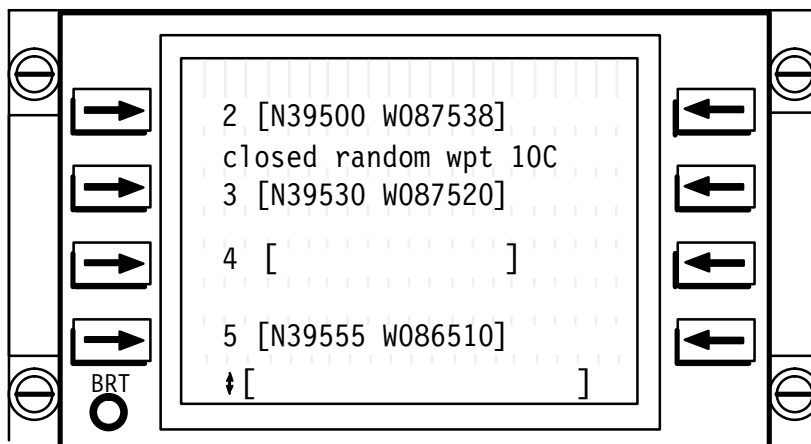 2 [N39500 W087538]
closed random wpt 10C
3 [N39530 W087520]
4 [ ]
5 [N39555 W086510]
BRT
[ ]